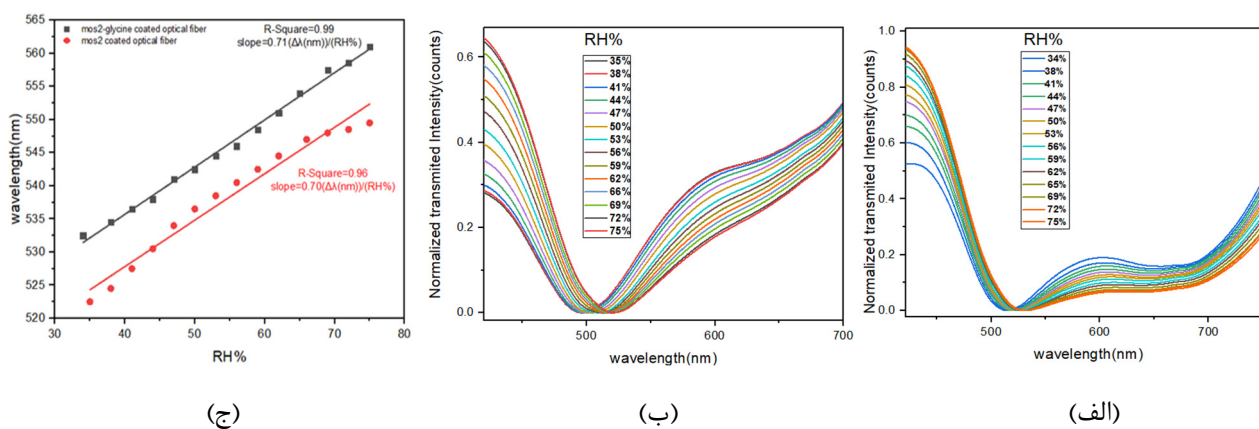 mos2-glycine coated optical fiber
mos2 coated optical fiber
R-Square=0.99
slope=0.71(Δλ(nm))/(RH%)
R-Square=0.96
slope=0.70(Δλ(nm))/(RH%)
565
560
555
550
545
540
535
530
525
520
wavelength(nm)
30 40 50 60 70 80
RH%
(ج)
0.6
0.4
0.2
0.0
Normalized transmitted Intensity(counts)
RH%
35%
38%
41%
44%
47%
50%
53%
56%
59%
62%
66%
69%
72%
75%
500 600 700
wavelength(nm)
(ب)
1.0
0.8
0.6
0.4
0.2
0.0
Normalized transmited Intensity(counts)
RH%
34%
38%
41%
44%
47%
50%
53%
56%
59%
62%
65%
69%
72%
75%
500 600 700
wavelength(nm)
(الف)